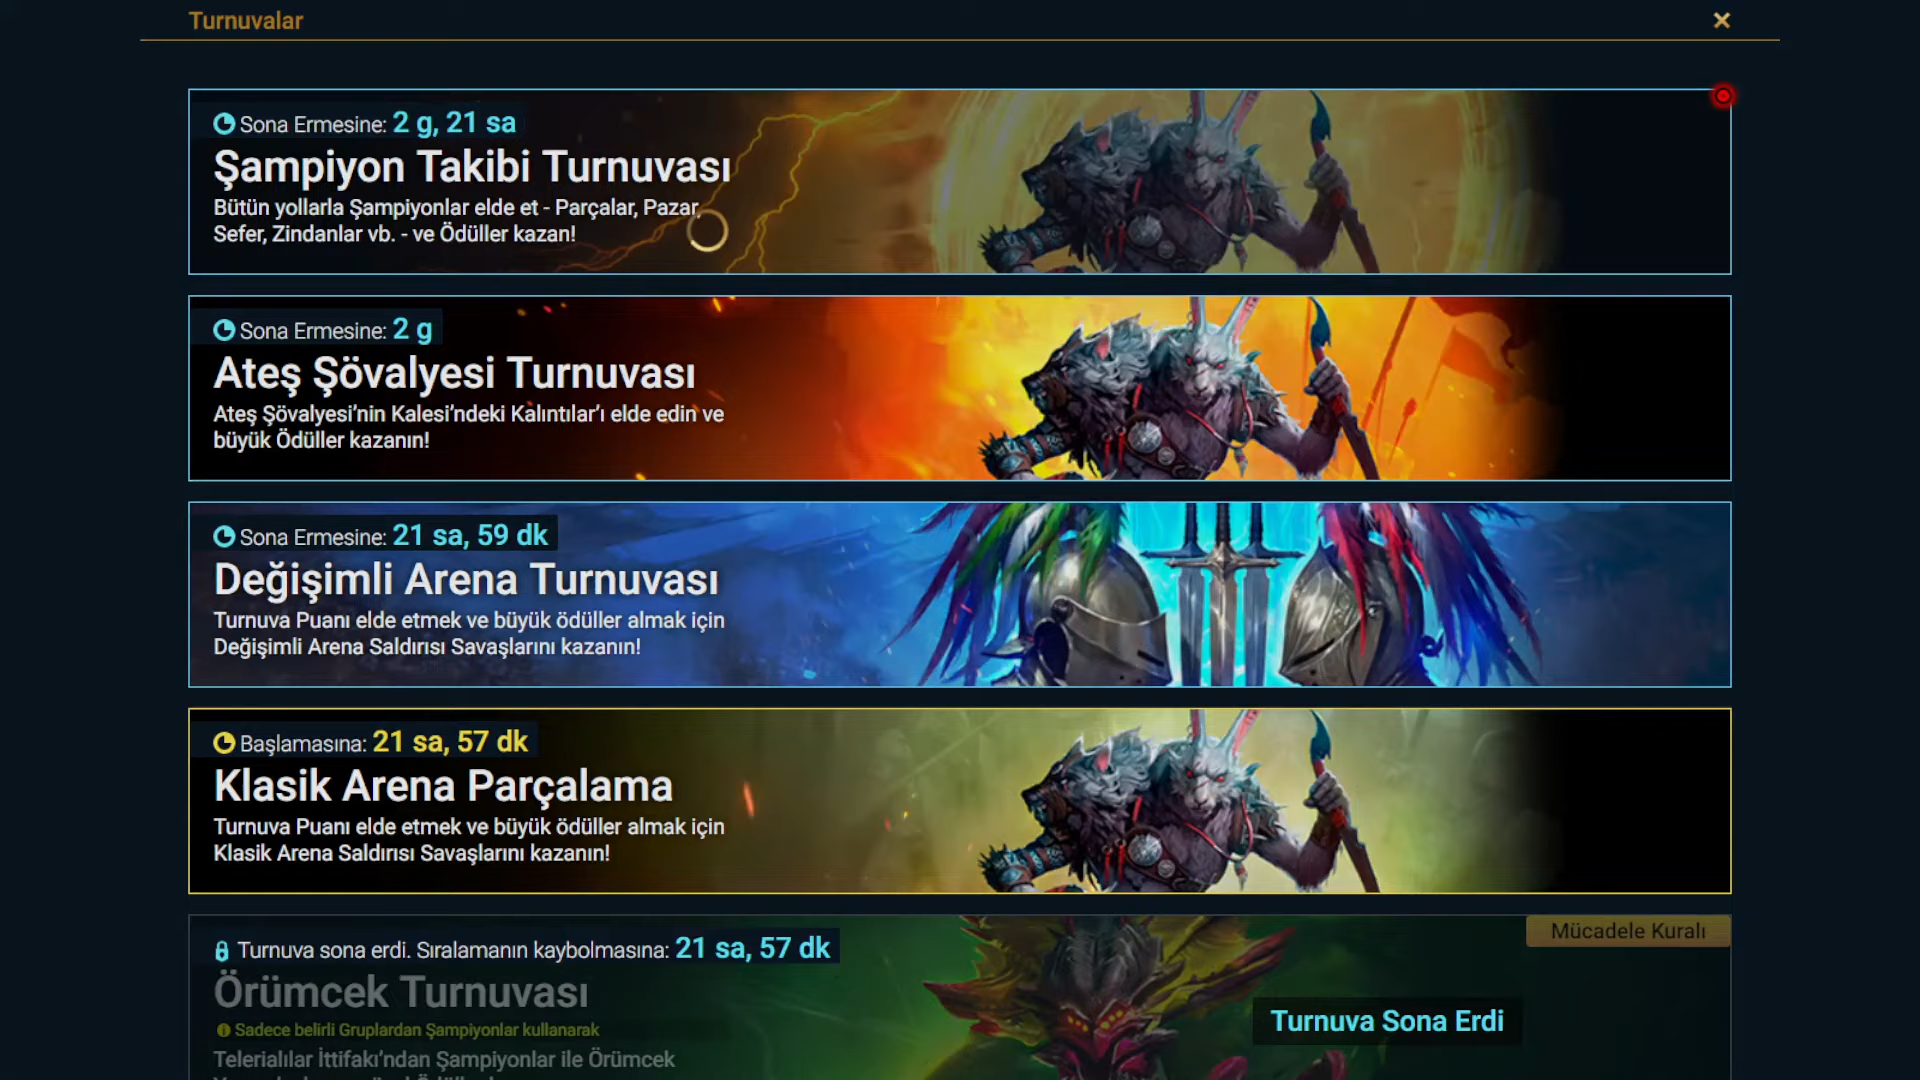 Turnuvalar
Sona Ermesine: 2 g, 21 sa
Şampiyon Takibi Turnuvası
Bütün yollarla Şampiyonlar elde et - Parçalar, Pazar,
Sefer, Zindanlar vb. - ve Ödüller kazan!
Sona Ermesine: 2 g
Ateş Şövalyesi Turnuvası
Ateş Şövalyesi’nin Kalesi’ndeki Kalıntılar’ı elde edin ve
büyük Ödüller kazanın!
Sona Ermesine: 21 sa, 59 dk
Değişimli Arena Turnuvası
Turnuva Puanı elde etmek ve büyük ödüller almak için
Değişimli Arena Saldırısı Savaşlarını kazanın!
Başlamasına: 21 sa, 57 dk
Klasik Arena Parçalama
Turnuva Puanı elde etmek ve büyük ödüller almak için
Klasik Arena Saldırısı Savaşlarını kazanın!
Mücadele Kuralı
Turnuva sona erdi. Sıralamanın kaybolmasına: 21 sa, 57 dk
Örümcek Turnuvası
Turnuva Sona Erdi
Sadece belirli Gruplardan Şampiyonlar kullanarak
Telerialılar İttifakı’ndan Şampiyonlar ile Örümcek